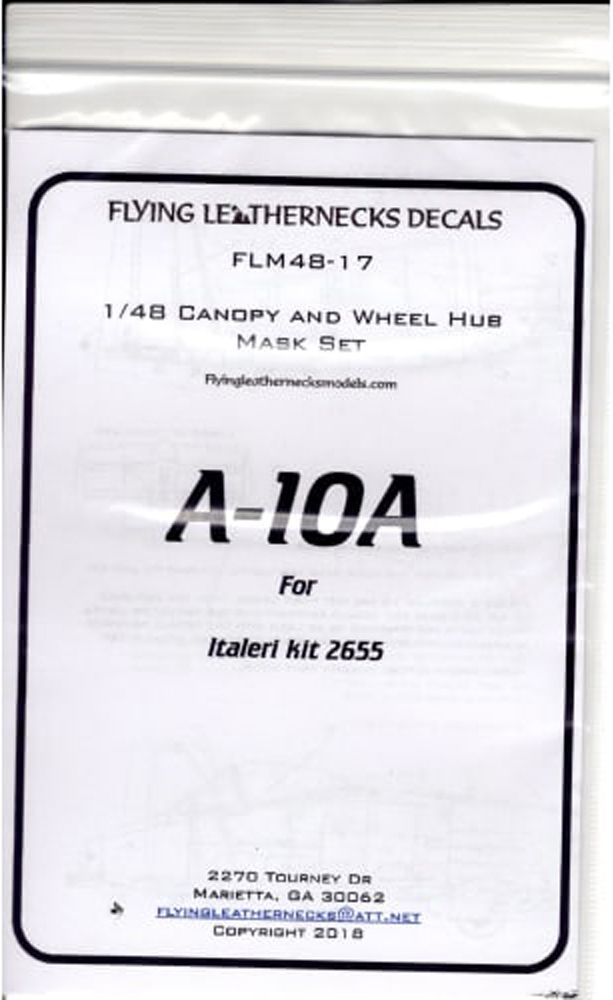 FLYING LEATHERNECKS DECALS
FLM48-17
1/48 CANOPY AND WHEEL HUB
MASK SET
Flyingleathernecksmodels.com
A-10A
For
Italeri kit 2655
2270 TOURNEY DR
MARIETTA, GA 30062
FLYINGLEATHERNECKS@ATT.NET
COPYRIGHT 2018